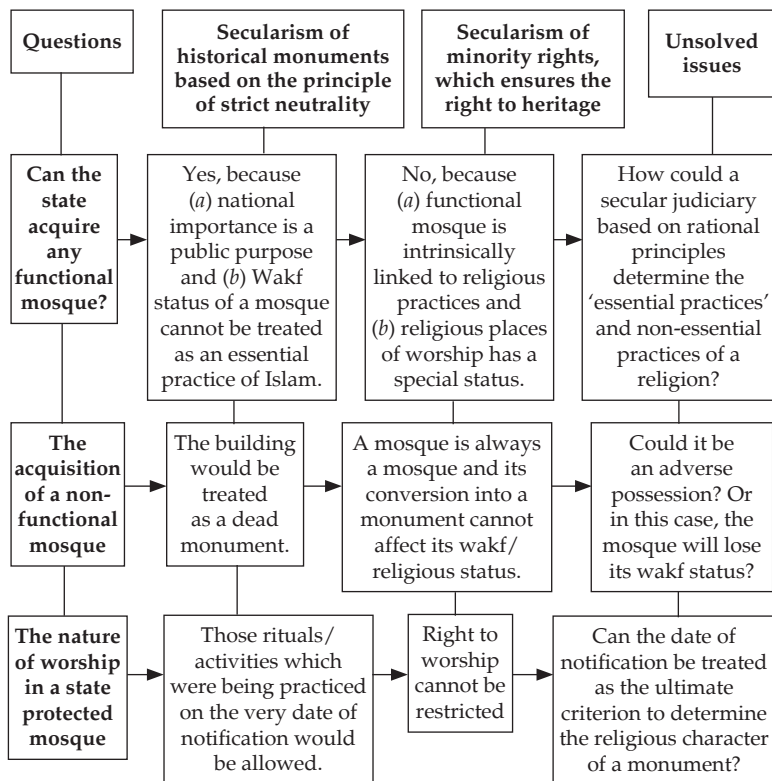 Questions
Secularism of
historical monuments
based on the principle
of strict neutrality
Secularism of
minority rights,
which ensures the
right to heritage
Unsolved
issues
Can the
state
acquire
any
functional
mosque?
Yes, because
(a) national
importance is a
public purpose
and (b) Wakf
status of a mosque
cannot be treated
as an essential
practice of Islam.
No, because
(a) functional
mosque is
intrinsically
linked to religious
practices and
(b) religious places
of worship has a
special status.
How could a
secular judiciary
based on rational
principles
determine the
‘essential practices’
and non-essential
practices of a
religion?
The
acquisition
of a non-
functional
mosque
The building
would be
treated
as a dead
monument.
A mosque is always
a mosque and its
conversion into a
monument cannot
affect its wakf/
religious status.
Could it be
an adverse
possession? Or
in this case, the
mosque will lose
its wakf status?
The nature
of worship
in a state
protected
mosque
Those rituals/
activities which
were being practiced
on the very date of
notification would
be allowed.
Right to
worship
cannot be
restricted
Can the date of
notification be treated
as the ultimate
criterion to determine
the religious character
of a monument?